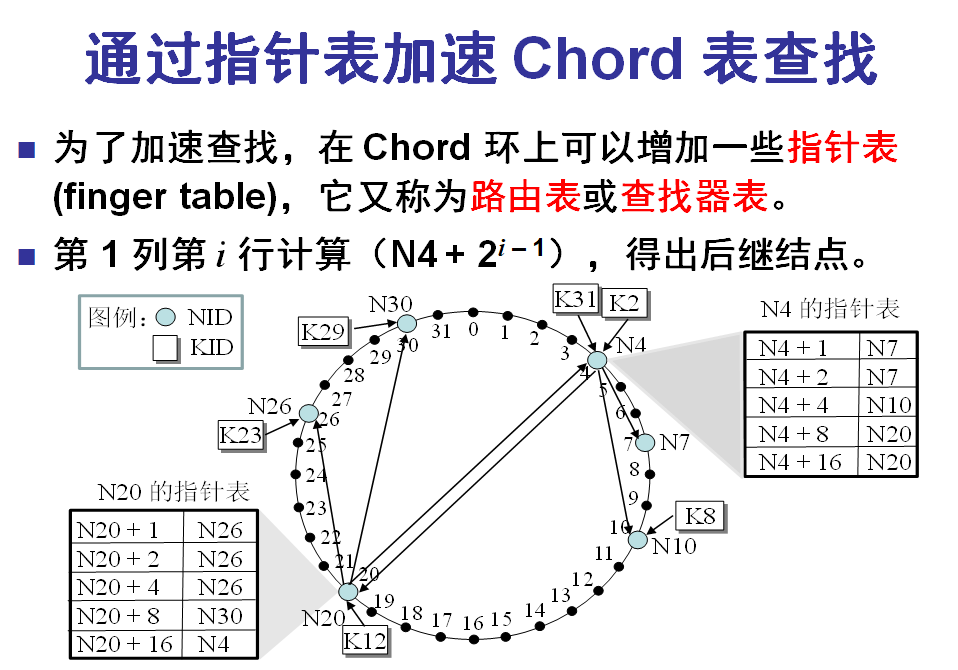 通过指针表加速 Chord 表查找
为了加速查找，在 Chord 环上可以增加一些指针表
(finger table)，它又称为路由表或查找器表。
第 1 列第 i 行计算（N4 + 2^{i – 1}），得出后继结点。
图例：
NID
KID
N30
K29
K31
K2
N4
N26
K23
N7
K8
N10
N20
K12
0
1
2
3
4
5
6
7
8
9
10
11
12
13
14
15
16
17
18
19
20
21
22
23
24
25
26
27
28
29
30
31
N4 的指针表
N4 + 1 N7
N4 + 2 N7
N4 + 4 N10
N4 + 8 N20
N4 + 16 N20
N20 的指针表
N20 + 1 N26
N20 + 2 N26
N20 + 4 N26
N20 + 8 N30
N20 + 16 N4